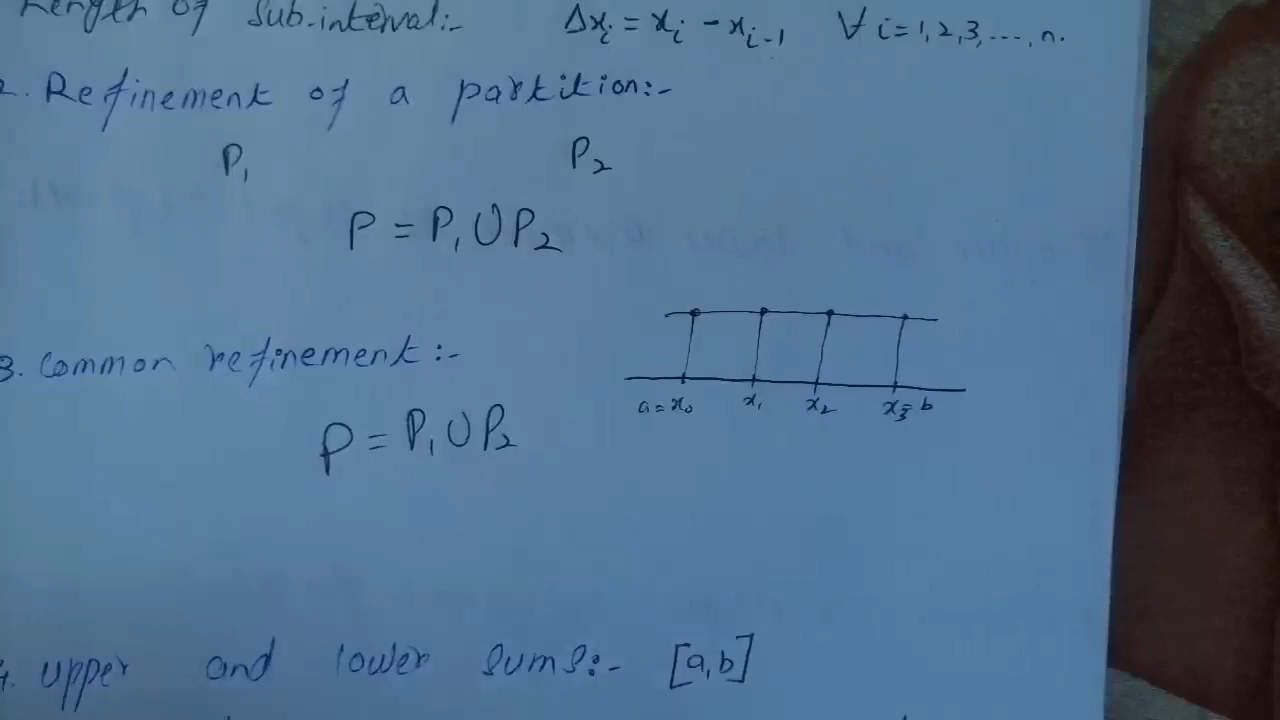 Length of Sub.interval:- Δxᵢ = xᵢ - xᵢ₋₁ ∀ i = 1, 2, 3, ..., n.
2. Refinement of a partition:-
P₁ P₂
P = P₁ ∪ P₂
3. Common refinement:-
a = x₀ x₁ x₂ x₃ = b
P = P₁ ∪ P₂
4. Upper and lower sums:- [a, b]